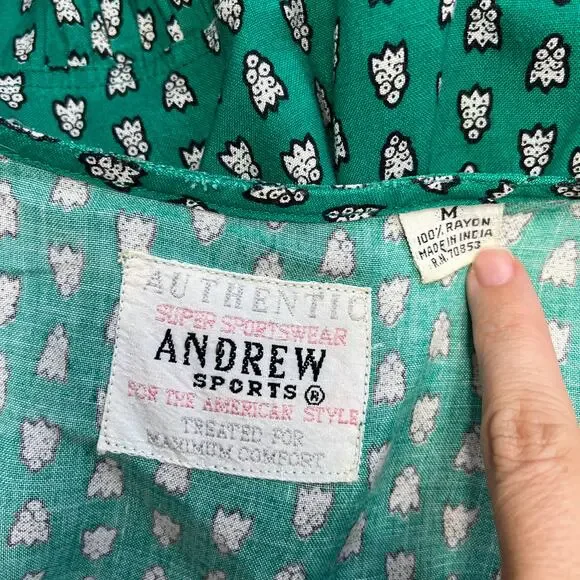 M
100% RAYON
MADE IN INDIA
R.N. 70853
AUTHENTIC
SUPER SPORTSWEAR
ANDREW
SPORTS ®
FOR THE AMERICAN STYLE
TREATED FOR
MAXIMUM COMFORT